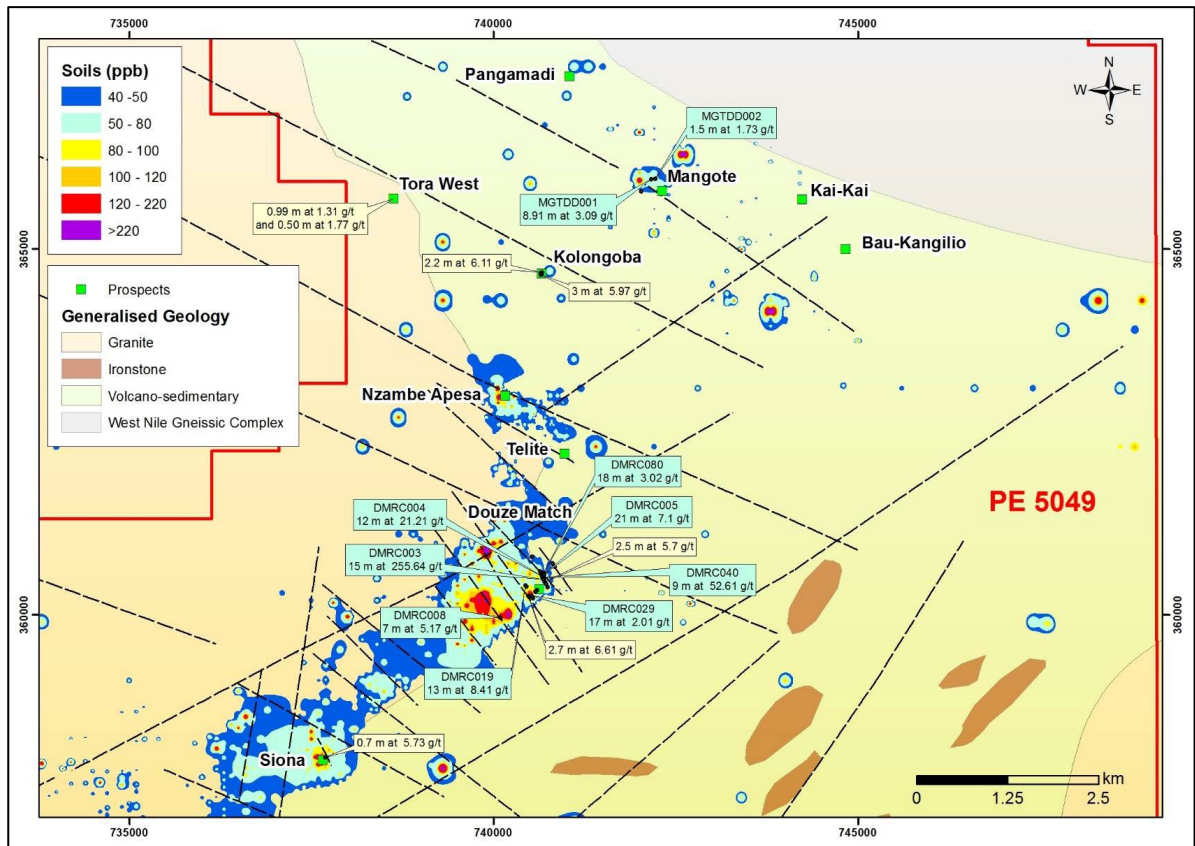 735000
740000
745000
Soils (ppb)
40 -50
50 - 80
80 - 100
100 - 120
120 - 220
>220
Prospects
Generalised Geology
Granite
Ironstone
Volcano-sedimentary
West Nile Gneissic Complex
N
W
E
S
Pangamadi
MGTDD002
1.5 m at 1.73 g/t
Mangote
MGTDD001
8.91 m at 3.09 g/t
Tora West
0.99 m at 1.31 g/t
and 0.50 m at 1.77 g/t
Kai-Kai
Bau-Kangilio
Kolongoba
2.2 m at 6.11 g/t
3 m at 5.97 g/t
365000
365000
Nzambe Apesa
Telite
DMRC080
18 m at 3.02 g/t
Douze Match
DMRC004
12 m at 21.21 g/t
DMRC005
21 m at 7.1 g/t
2.5 m at 5.7 g/t
DMRC003
15 m at 255.64 g/t
DMRC040
9 m at 52.61 g/t
DMRC008
7 m at 5.17 g/t
DMRC029
17 m at 2.01 g/t
2.7 m at 6.61 g/t
DMRC019
13 m at 8.41 g/t
PE 5049
360000
360000
Siona
0.7 m at 5.73 g/t
km
0
1.25
2.5
735000
740000
745000